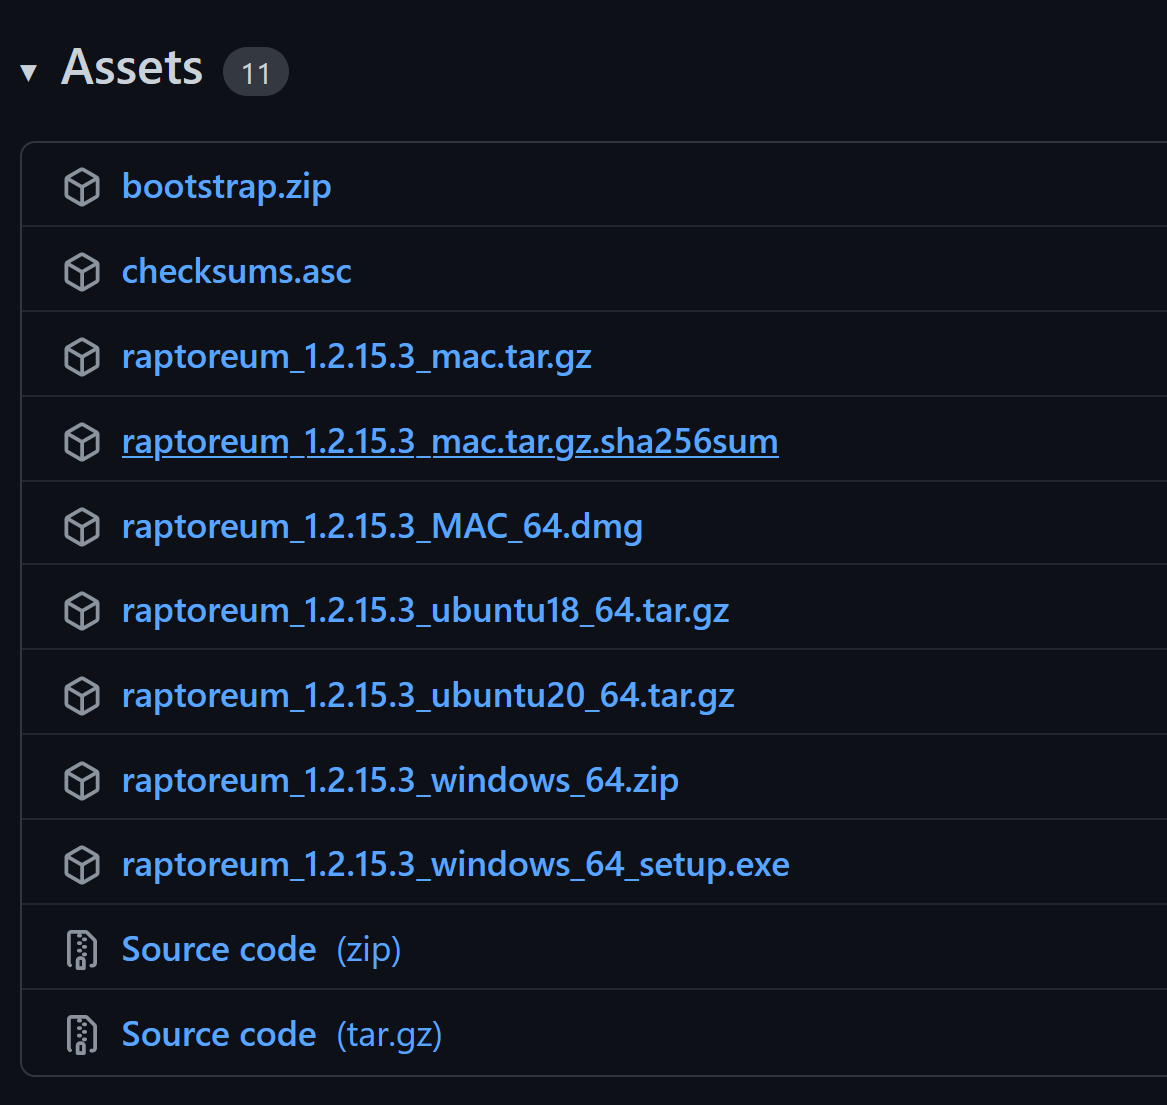 Assets 11
bootstrap.zip
checksums.asc
raptoreum_1.2.15.3_mac.tar.gz
raptoreum_1.2.15.3_mac.tar.gz.sha256sum
raptoreum_1.2.15.3_MAC_64.dmg
raptoreum_1.2.15.3_ubuntu18_64.tar.gz
raptoreum_1.2.15.3_ubuntu20_64.tar.gz
raptoreum_1.2.15.3_windows_64.zip
raptoreum_1.2.15.3_windows_64_setup.exe
Source code (zip)
Source code (tar.gz)